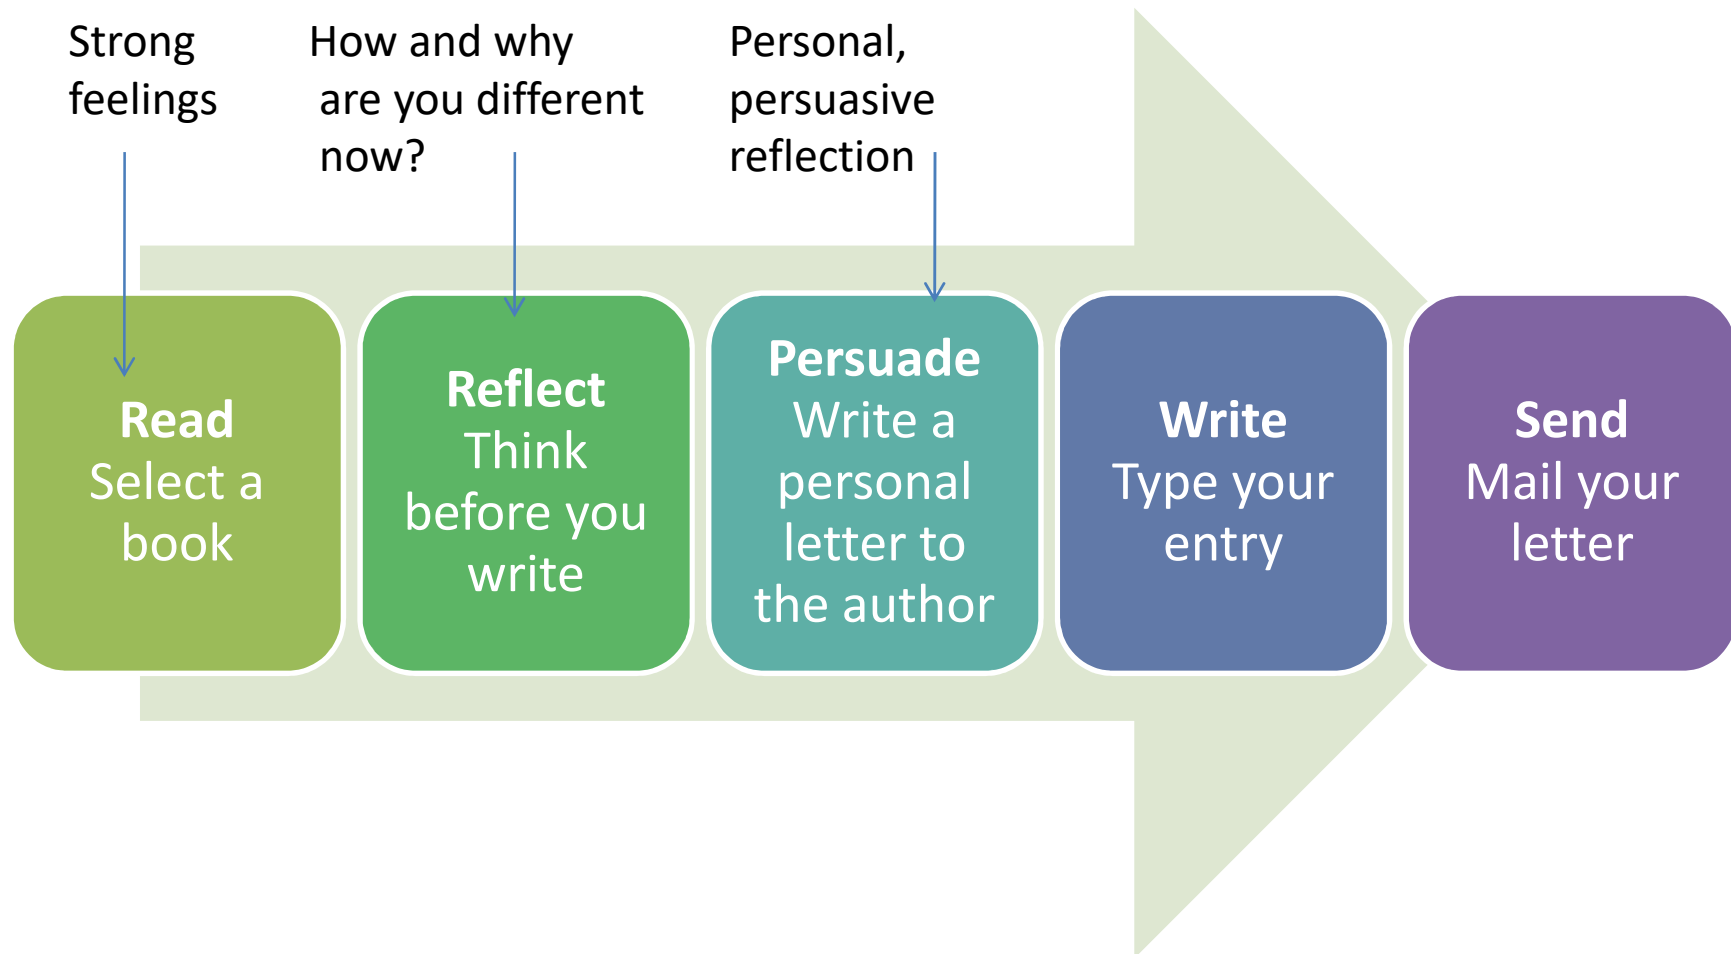 Strong
feelings
How and why
are you different
now?
Personal,
persuasive
reflection
Read
Select a
book
Reflect
Think
before you
write
Persuade
Write a
personal
letter to
the author
Write
Type your
entry
Send
Mail your
letter